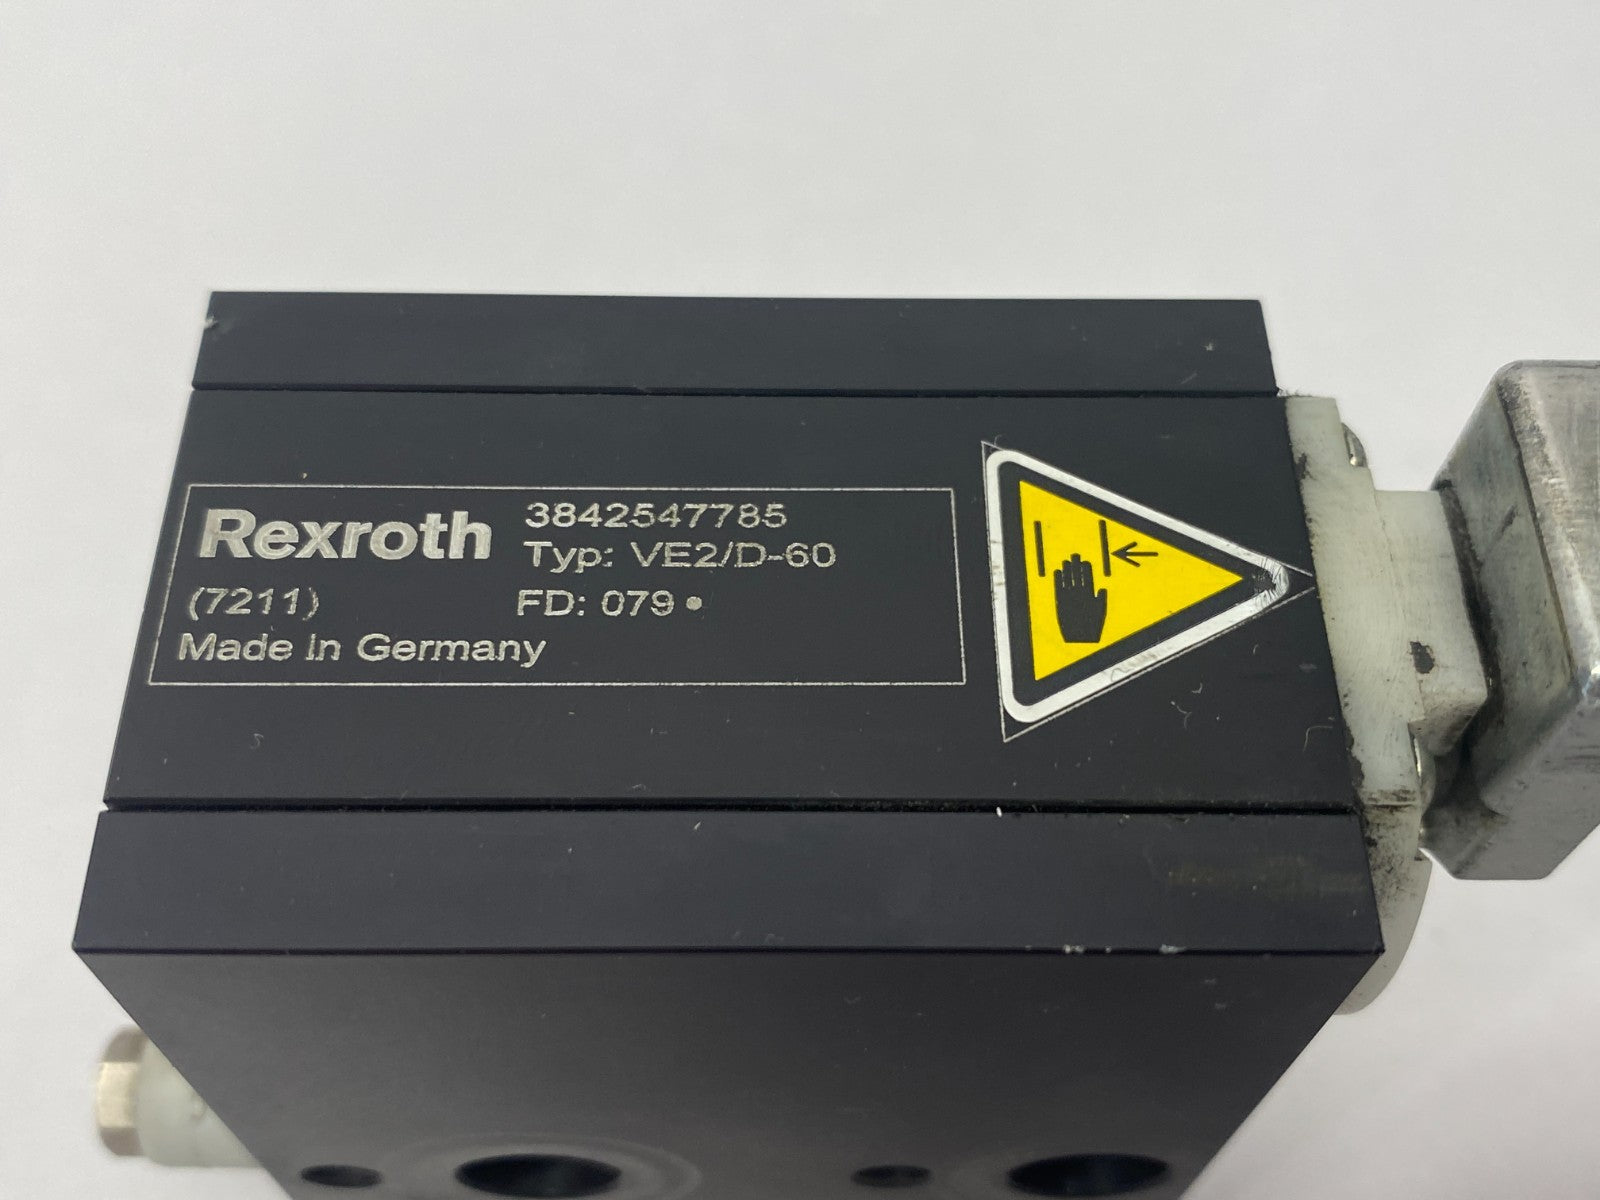 Rexroth 3842547785
Typ: VE2/D-60
(7211) FD: 079 •
Made in Germany